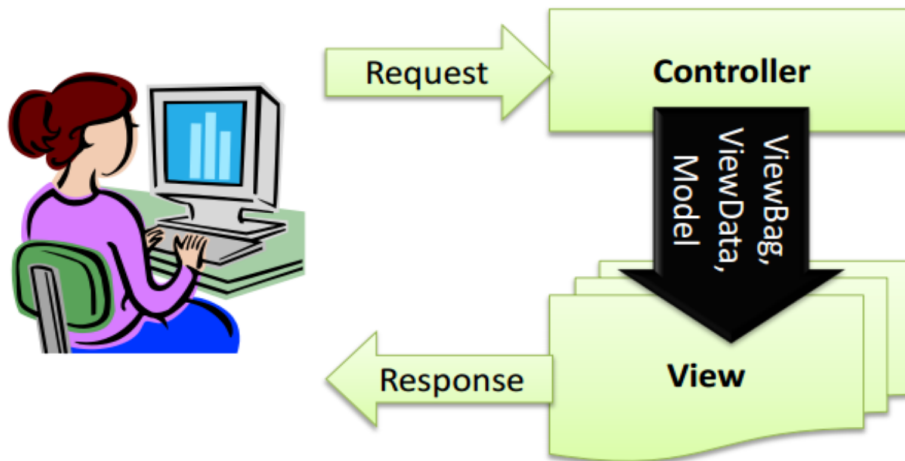 Request
Controller
ViewBag,
ViewData,
Model
Response
View